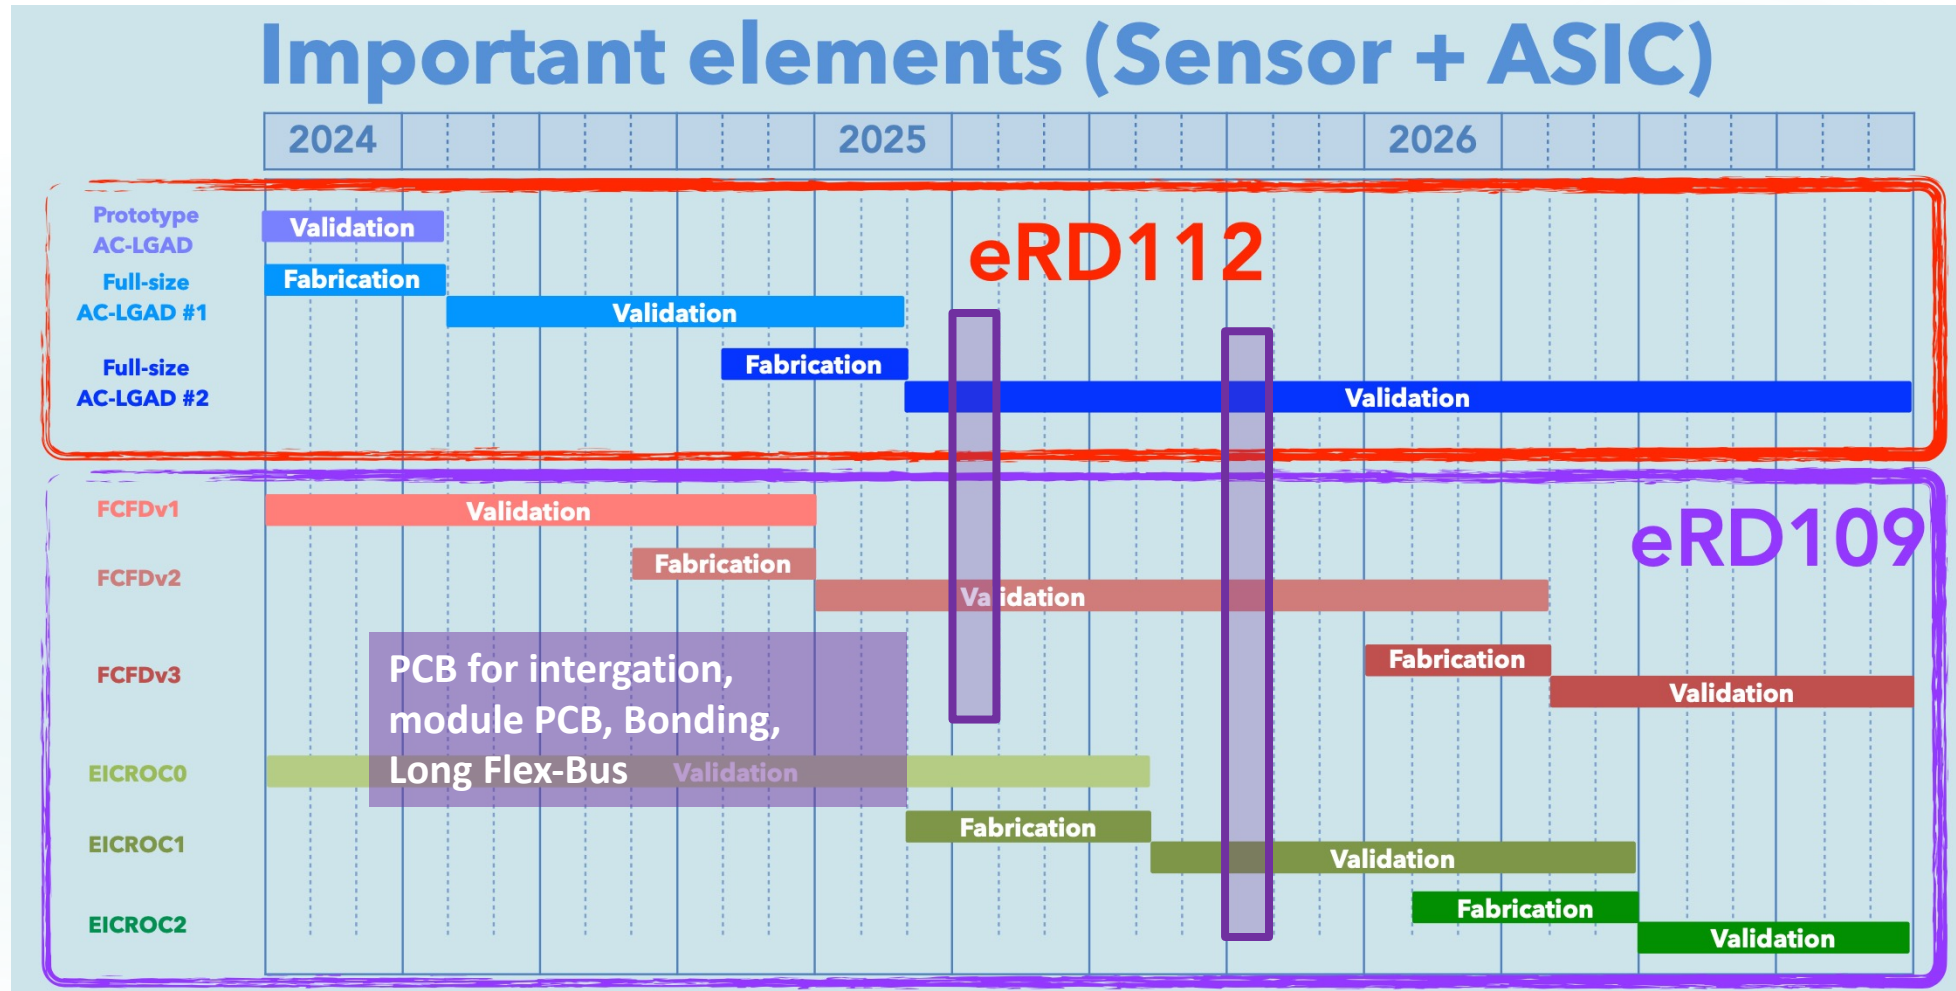 Important elements (Sensor + ASIC)
2024 2025 2026
eRD112
Prototype
AC-LGAD
Validation
Full-size
AC-LGAD #1
Fabrication
Validation
Full-size
AC-LGAD #2
Fabrication
Validation
eRD109
FCFDv1
Validation
FCFDv2
Fabrication
Validation
FCFDv3
Fabrication
Validation
PCB for intergation,
module PCB, Bonding,
Long Flex-Bus
EICROC0
Validation
EICROC1
Fabrication
Validation
EICROC2
Fabrication
Validation